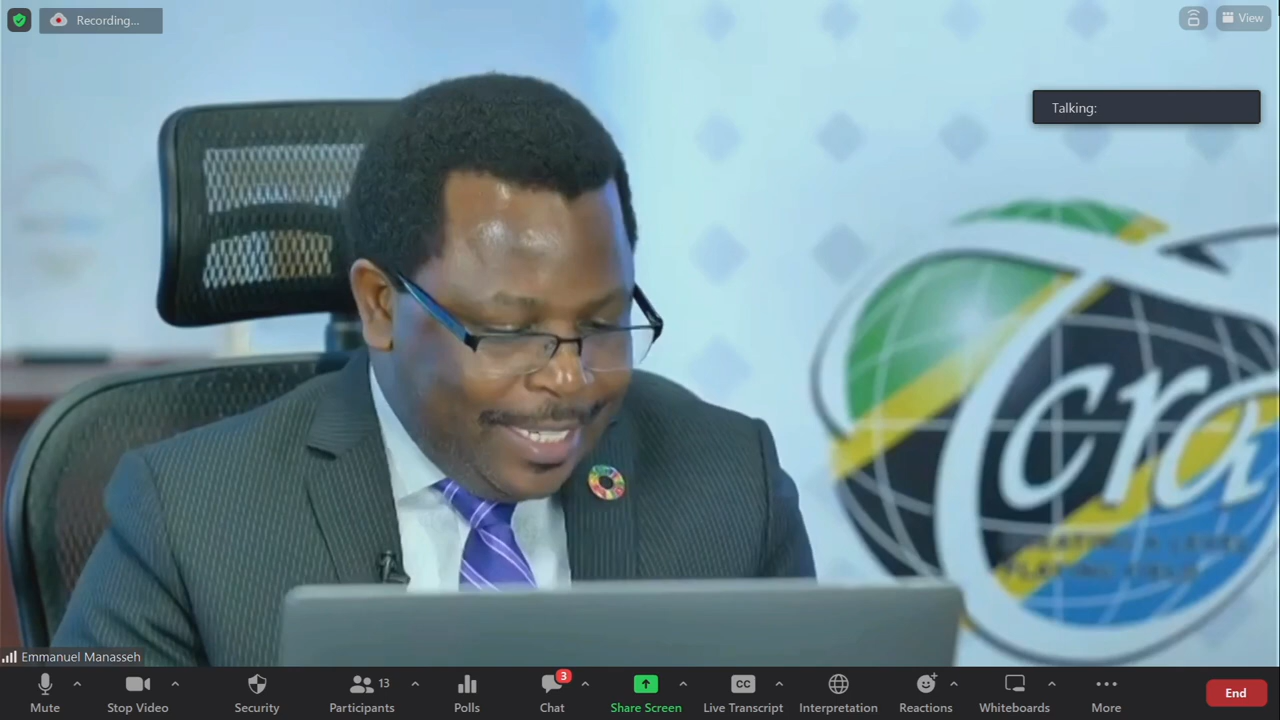 Recording...
View
Talking:
Tcra
Emmanuel Manasseh
3
13
CC
Mute
Stop Video
Security
Participants
Polls
Chat
Share Screen
Live Transcript
Interpretation
Reactions
Whiteboards
More
End